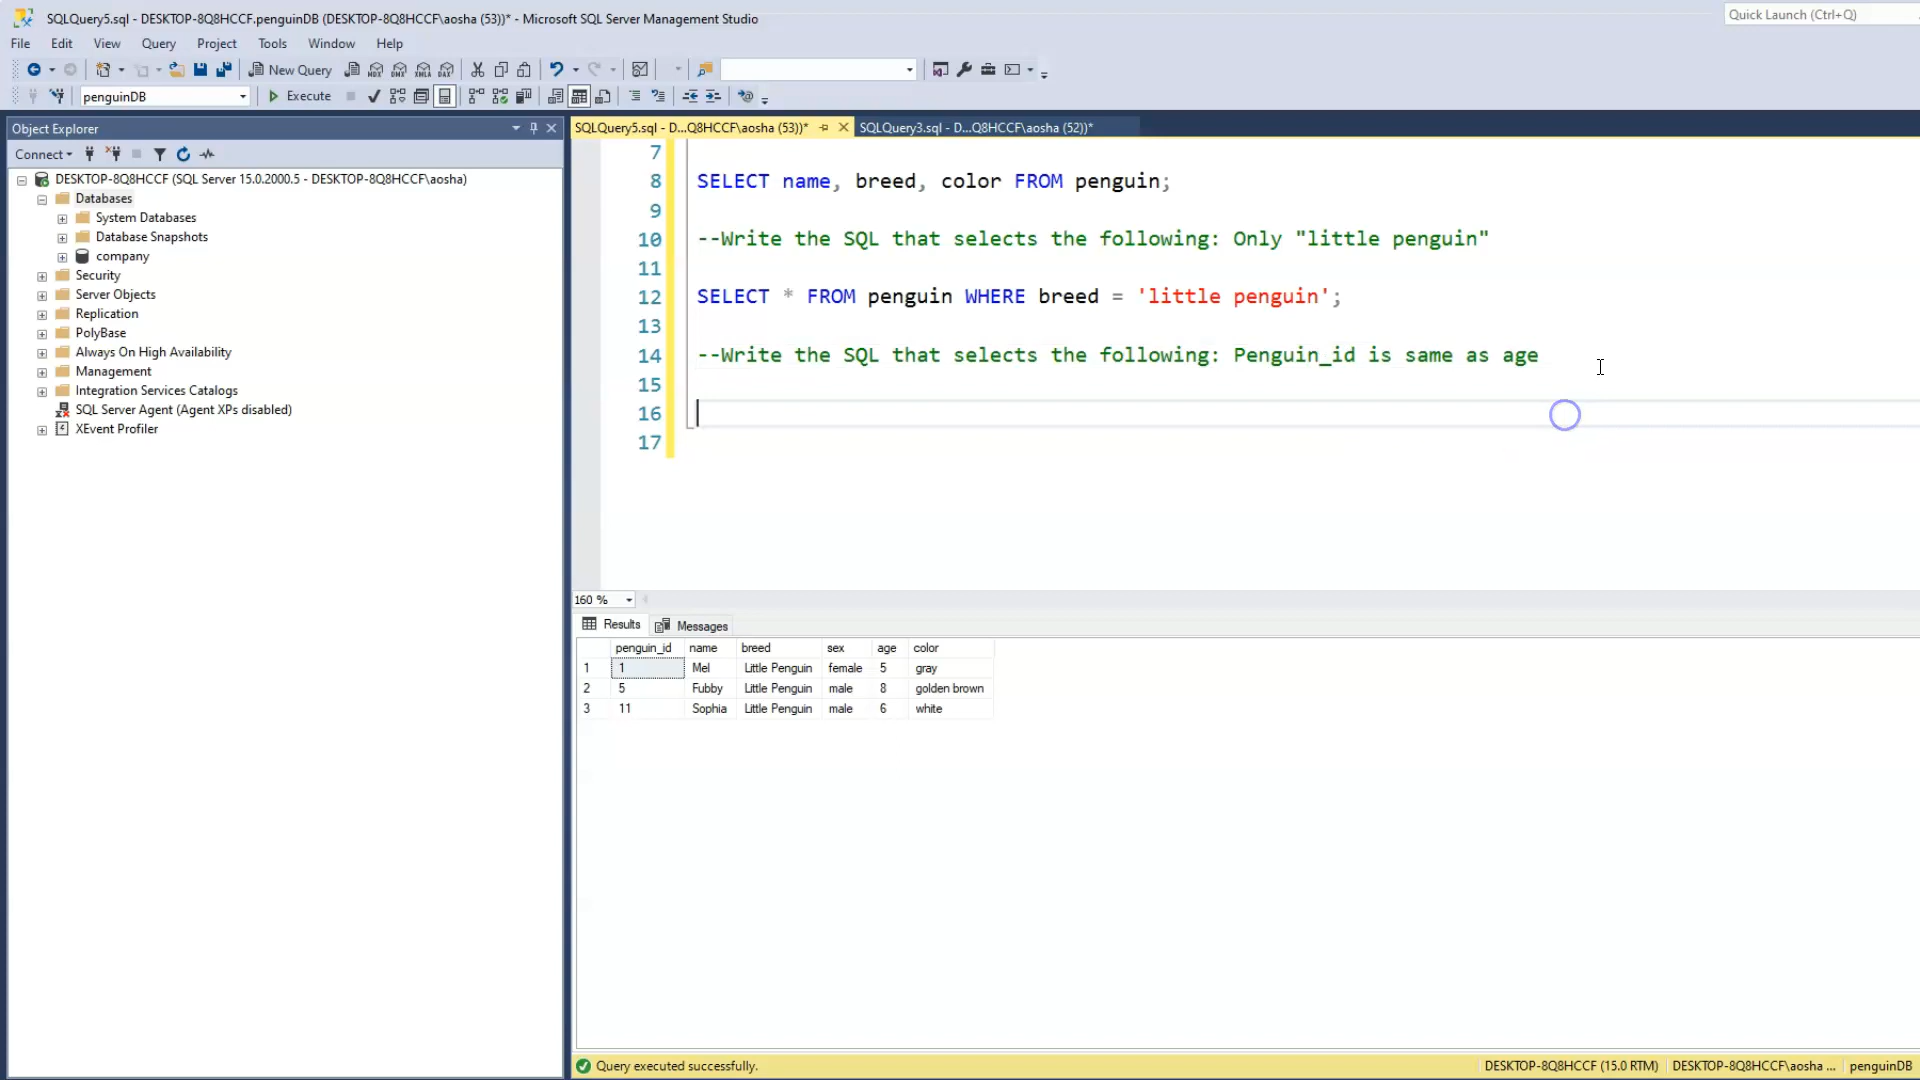 SQLQuery5.sql - DESKTOP-8Q8HCCF.penguinDB (DESKTOP-8Q8HCCF\aosha (53))* - Microsoft SQL Server Management Studio
Quick Launch (Ctrl+Q)
File Edit View Query Project Tools Window Help
New Query
penguinDB Execute
Object Explorer
SQLQuery5.sql - D...Q8HCCF\aosha (53))*
SQLQuery3.sql - D...Q8HCCF\aosha (52))*
Connect
DESKTOP-8Q8HCCF (SQL Server 15.0.2000.5 - DESKTOP-8Q8HCCF\aosha)
Databases
System Databases
Database Snapshots
company
Security
Server Objects
Replication
PolyBase
Always On High Availability
Management
Integration Services Catalogs
SQL Server Agent (Agent XPs disabled)
XEvent Profiler
7
8 SELECT name, breed, color FROM penguin;
9
10 --Write the SQL that selects the following: Only "little penguin"
11
12 SELECT * FROM penguin WHERE breed = 'little penguin';
13
14 --Write the SQL that selects the following: Penguin_id is same as age
15
16
17
160 %
Results Messages
penguin_id name breed sex age color
1 1 Mel Little Penguin female 5 gray
2 5 Fubby Little Penguin male 8 golden brown
3 11 Sophia Little Penguin male 6 white
Query executed successfully.
DESKTOP-8Q8HCCF (15.0 RTM) DESKTOP-8Q8HCCF\aosha ... penguinDB